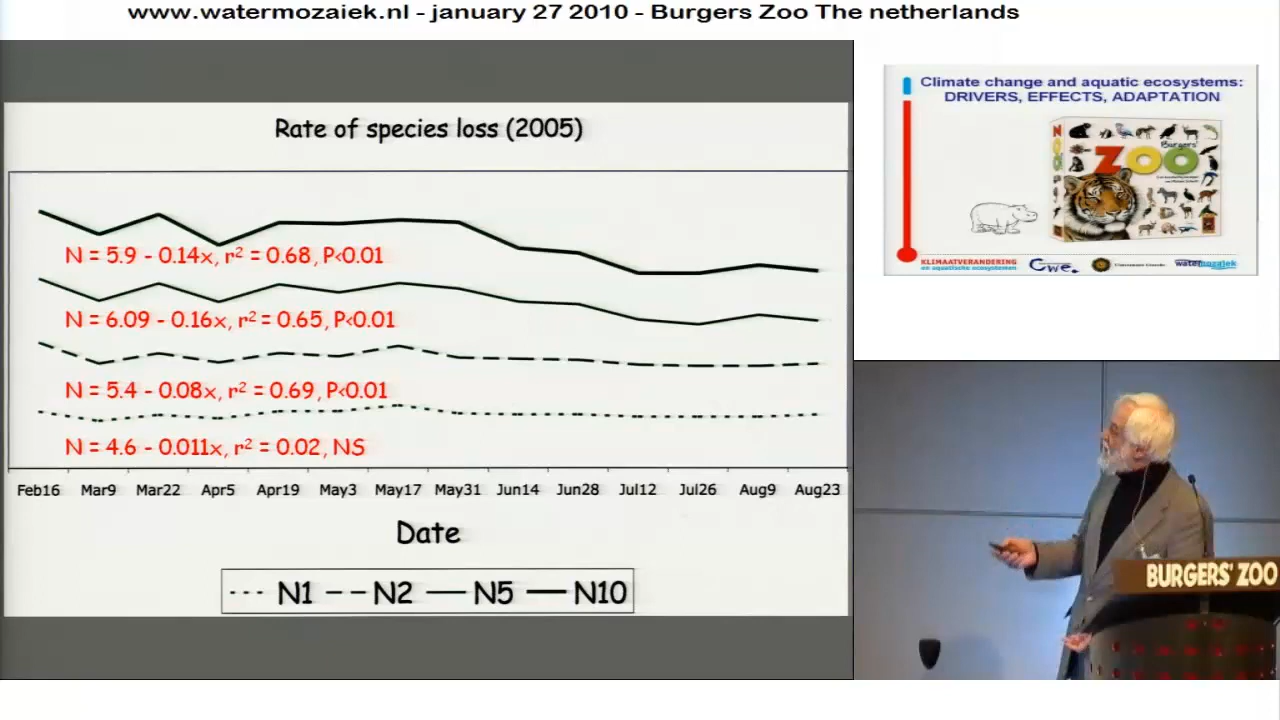 www.watermozaiek.nl - january 27 2010 - Burgers Zoo The netherlands
Rate of species loss (2005)
N = 5.9 - 0.14x, r² = 0.68, P<0.01
N = 6.09 - 0.16x, r² = 0.65, P<0.01
N = 5.4 - 0.08x, r² = 0.69, P<0.01
N = 4.6 - 0.011x, r² = 0.02, NS
Feb16 Mar9 Mar22 Apr5 Apr19 May3 May17 May31 Jun14 Jun28 Jul12 Jul26 Aug9 Aug23
Date
N1 N2 N5 N10
Climate change and aquatic ecosystems:
DRIVERS, EFFECTS, ADAPTATION
Burgers'
ZOO
KLIMAATVERANDERING
en aquatische ecosystemen
Cwe.
watermozaiek
BURGERS' ZOO